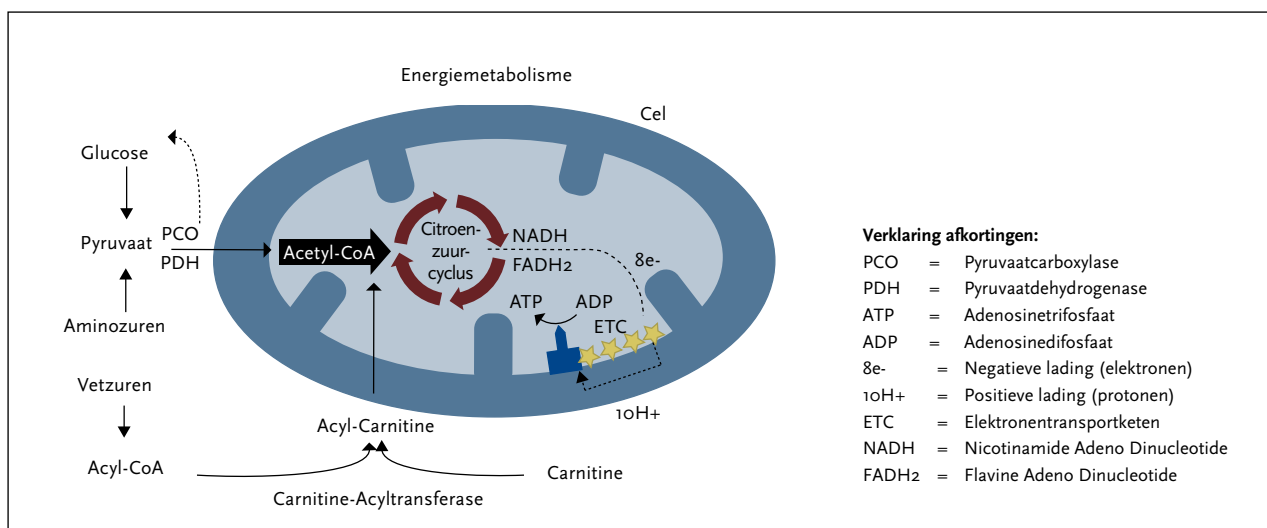 Energiemetabolisme
Cel
Glucose
Pyruvaat
PCO
PDH
Aminozuren
Vetzuren
Acyl-CoA
Acetyl-CoA
Citroen-
zuur-
cyclus
NADH
FADH2
8e-
ATP
ADP
ETC
10H+
Acyl-Carnitine
Carnitine
Carnitine-Acyltransferase
Verklaring afkortingen:
PCO = Pyruvaatcarboxylase
PDH = Pyruvaatdehydrogenase
ATP = Adenosinetrifosfaat
ADP = Adenosinedifosfaat
8e- = Negatieve lading (elektronen)
10H+ = Positieve lading (protonen)
ETC = Elektronentransportketen
NADH = Nicotinamide Adeno Dinucleotide
FADH2 = Flavine Adeno Dinucleotide